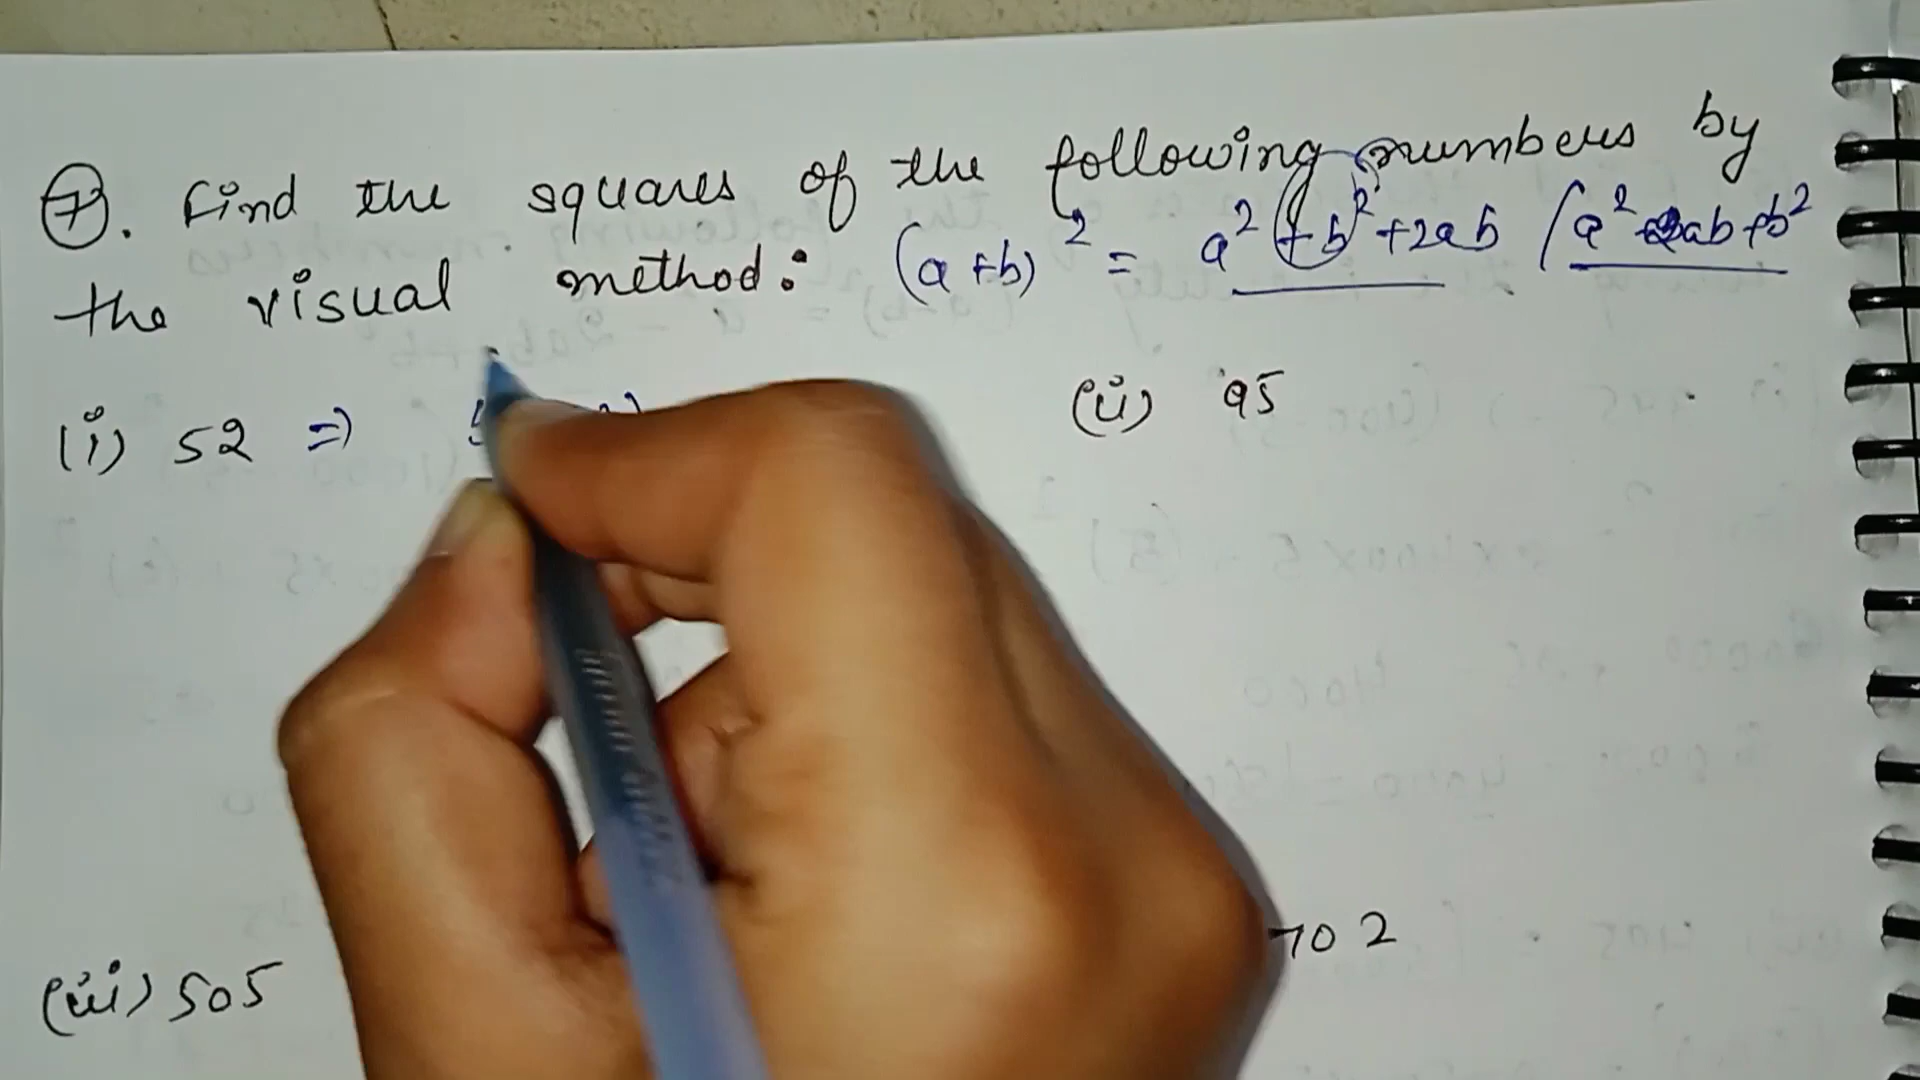 7. Find the squares of the following numbers by
the visual method: (a+b)² = a² + b² + 2ab / a² + 2ab + b²
(i) 52 ⇒ 5
(ii) 95
(iii) 505
702